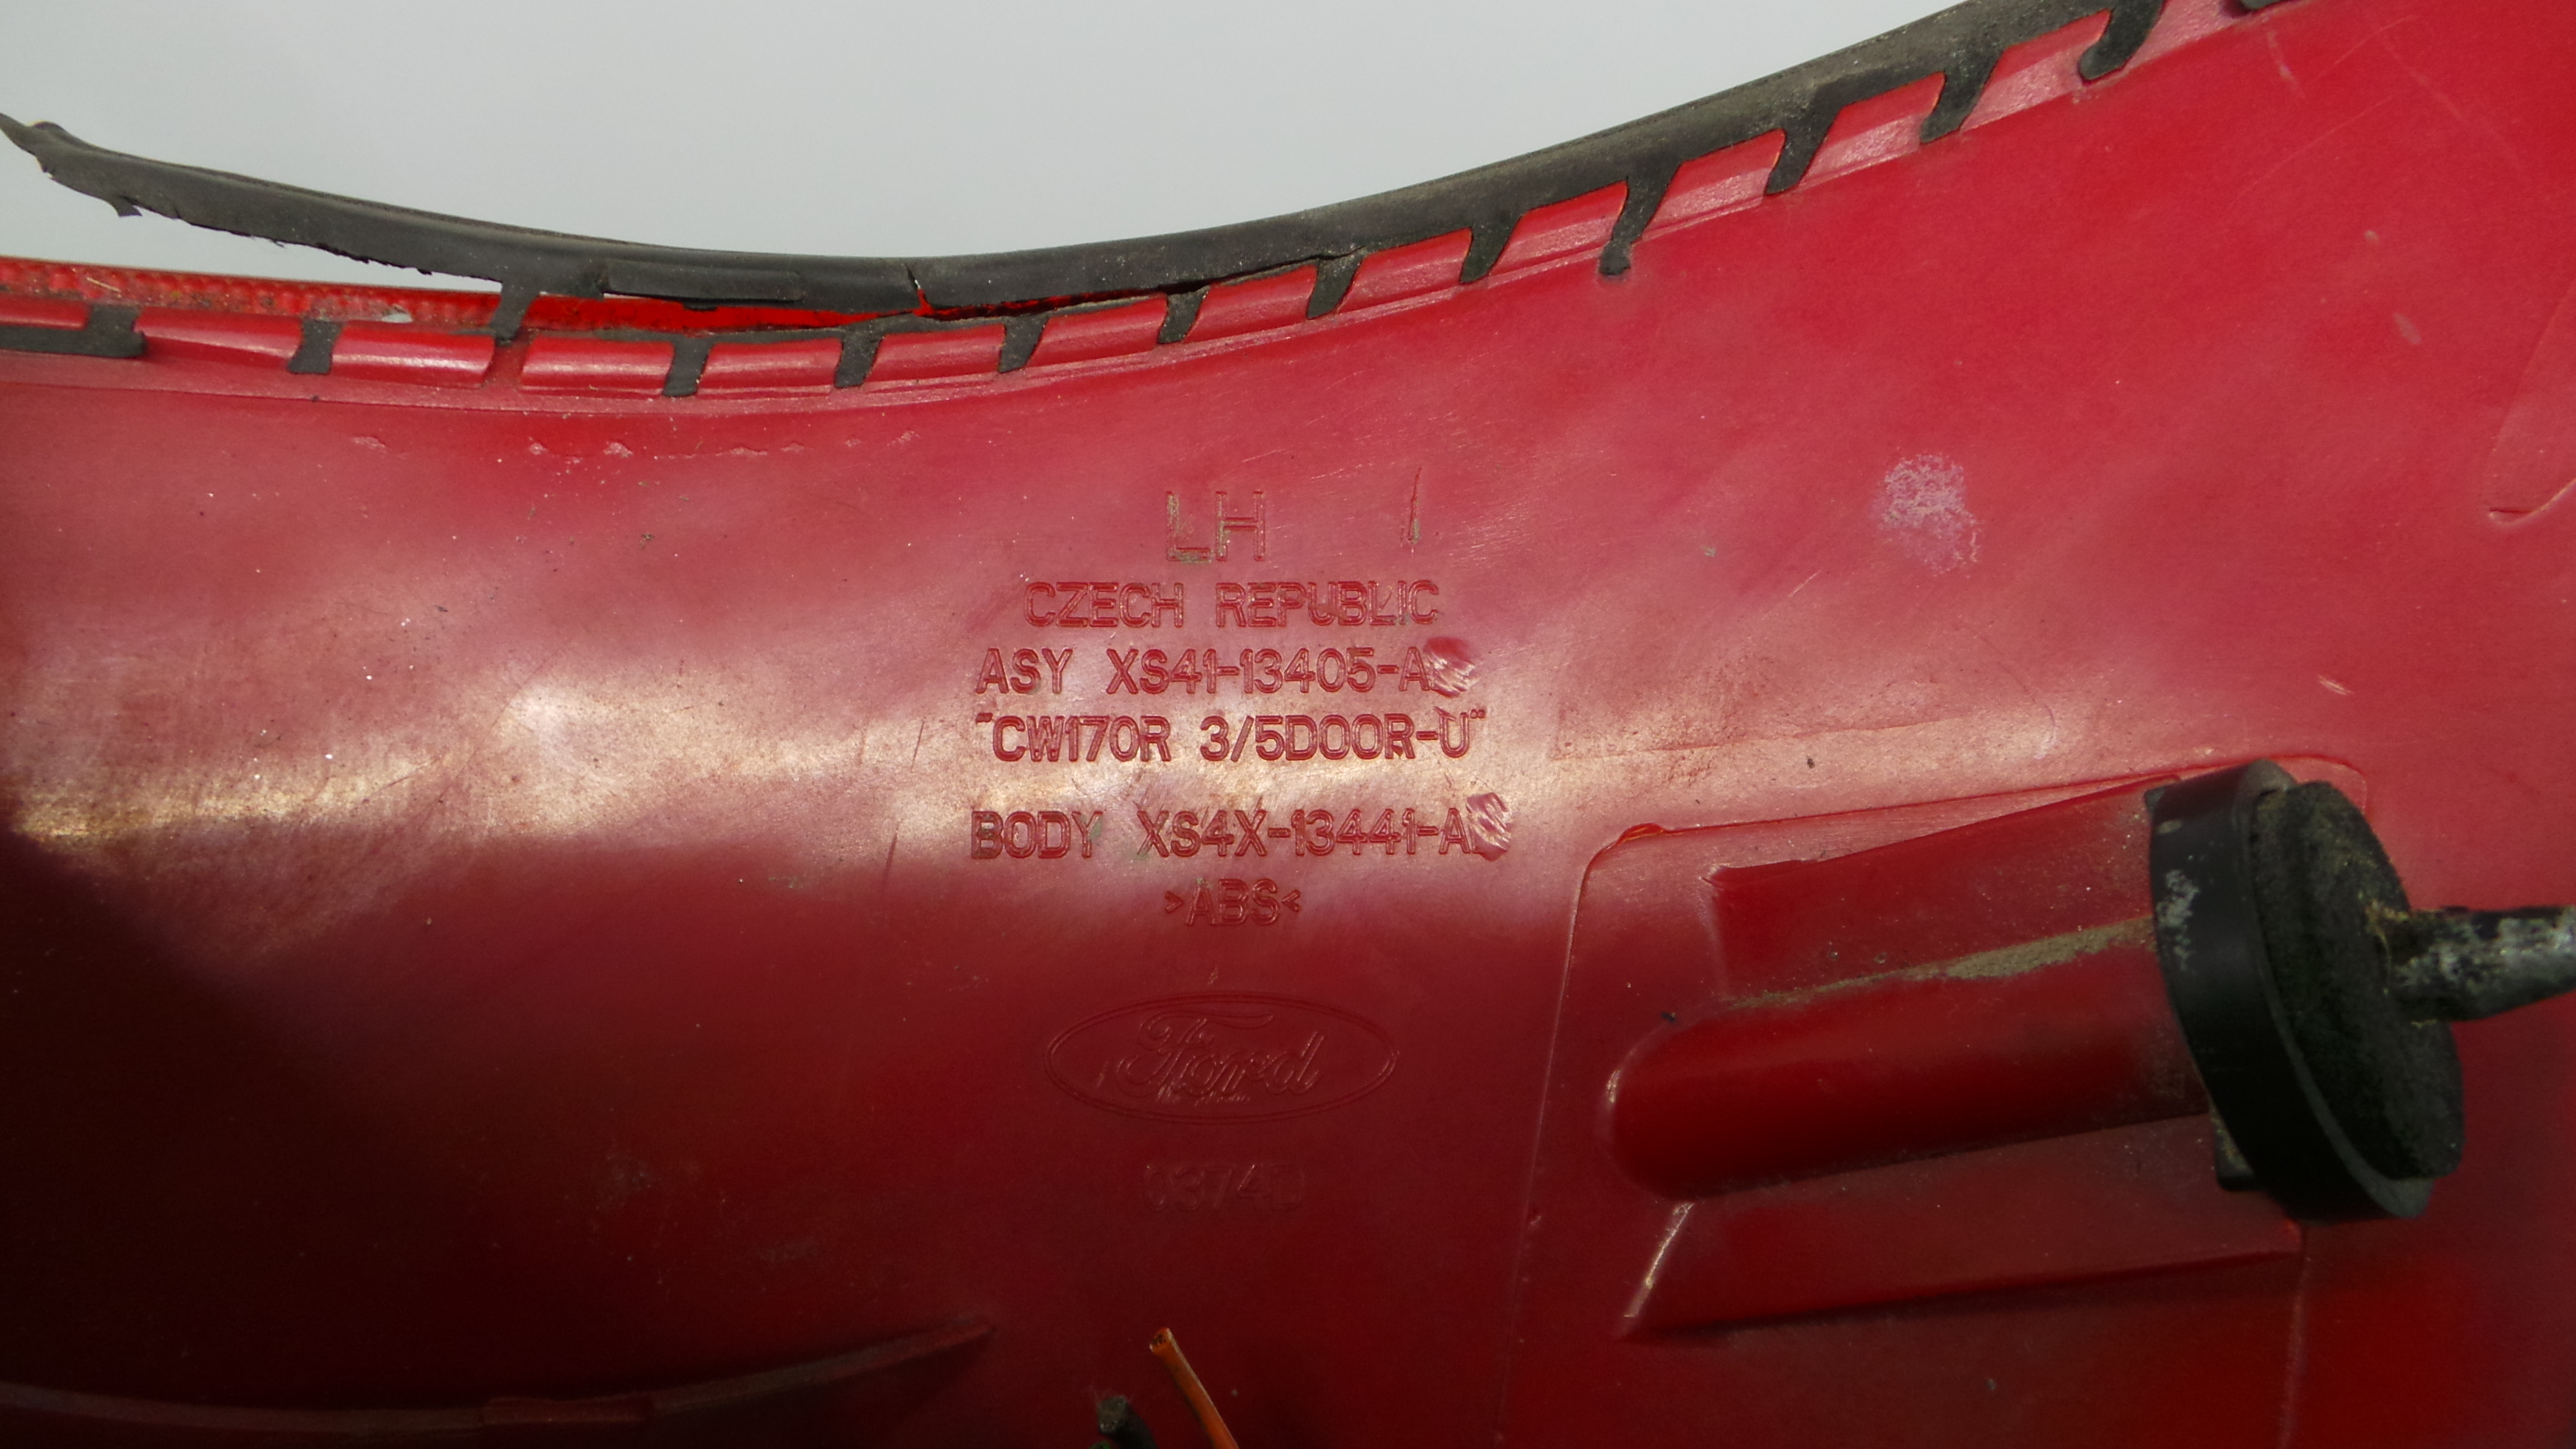 LH
CZECH REPUBLIC
ASY XS41-13405-A
"CW170R 3/5DOOR-U"
BODY XS4X-13441-A
>ABS<
Ford